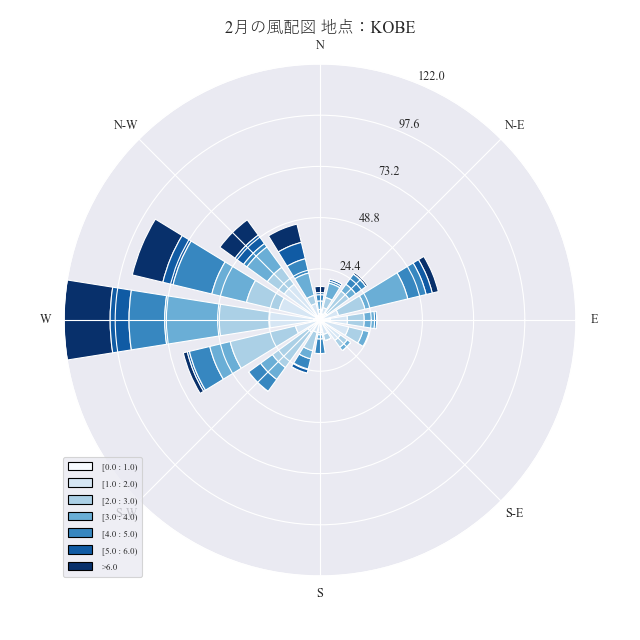 2月の風配図 地点：KOBE
N
122.0
N-W
N-E
97.6
73.2
48.8
24.4
W
E
[0.0 : 1.0)
[1.0 : 2.0)
[2.0 : 3.0)
[3.0 : 4.0)
[4.0 : 5.0)
[5.0 : 6.0)
>6.0
S-W
S-E
S